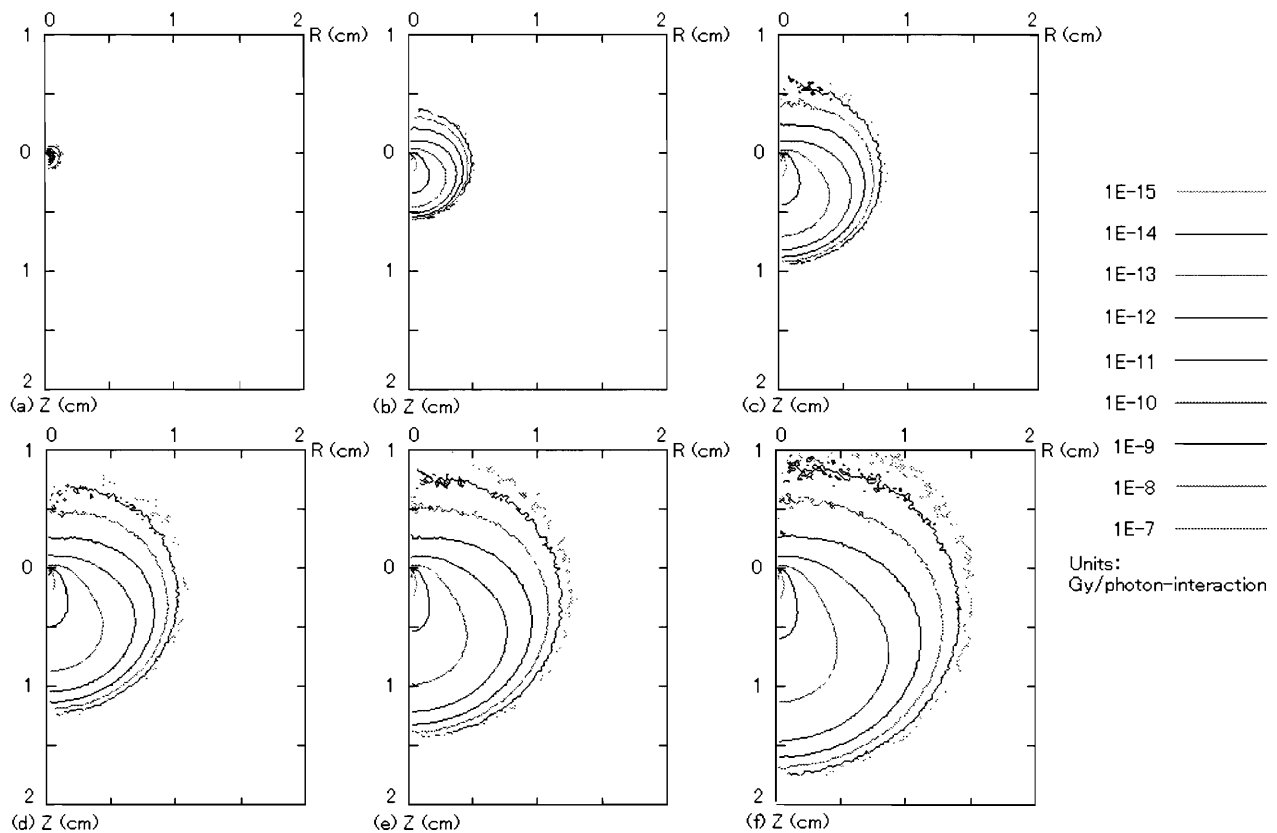 0 1 2
1 R (cm)
0
1
2
(a) Z (cm)
0 1 2
1 R (cm)
0
1
2
(b) Z (cm)
0 1 2
1 R (cm)
0
1
2
(c) Z (cm)
1E-15
1E-14
1E-13
1E-12
1E-11
1E-10
1E-9
1E-8
1E-7
Units:
Gy/photon-interaction
0 1 2
1 R (cm)
0
1
2
(d) Z (cm)
0 1 2
1 R (cm)
0
1
2
(e) Z (cm)
0 1 2
1 R (cm)
0
1
2
(f) Z (cm)